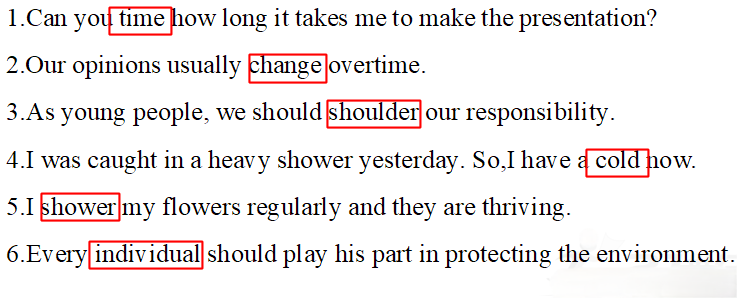 1.Can you time how long it takes me to make the presentation?
2.Our opinions usually change overtime.
3.As young people, we should shoulder our responsibility.
4.I was caught in a heavy shower yesterday. So,I have a cold now.
5.I shower my flowers regularly and they are thriving.
6.Every individual should play his part in protecting the environment.